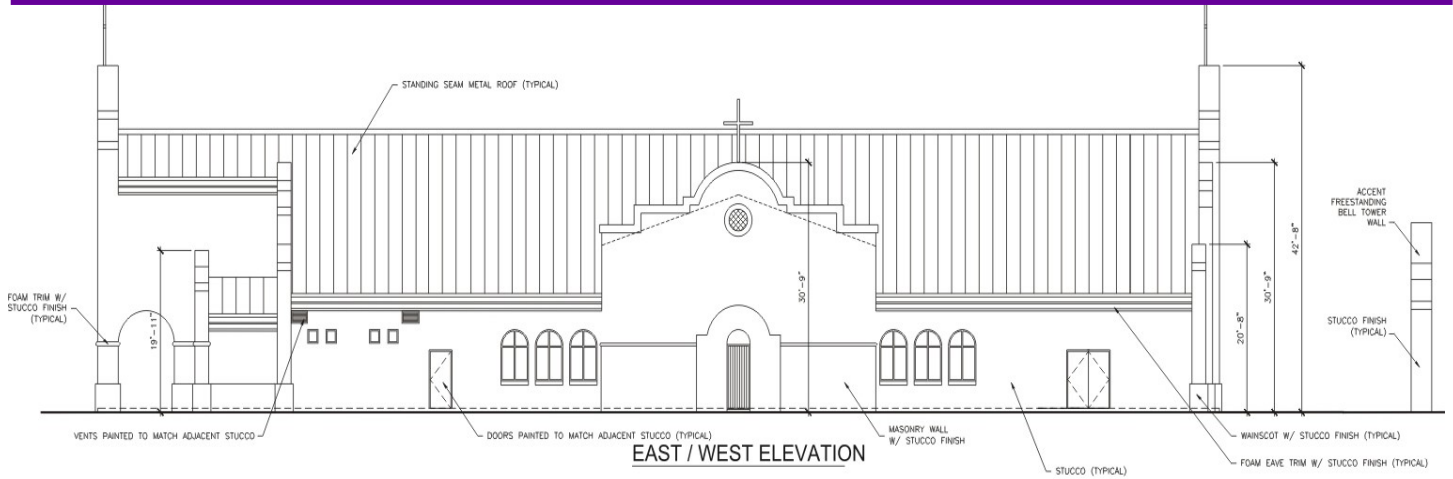 STANDING SEAM METAL ROOF (TYPICAL)
ACCENT
FREESTANDING
BELL TOWER
WALL
42'-8"
30'-9"
30'-9"
20'-8"
19'-11"
FOAM TRIM W/
STUCCO FINISH
(TYPICAL)
STUCCO FINISH
(TYPICAL)
VENTS PAINTED TO MATCH ADJACENT STUCCO
DOORS PAINTED TO MATCH ADJACENT STUCCO (TYPICAL)
MASONRY WALL
W/ STUCCO FINISH
WAINSCOT W/ STUCCO FINISH (TYPICAL)
EAST / WEST ELEVATION
STUCCO (TYPICAL)
FOAM EAVE TRIM W/ STUCCO FINISH (TYPICAL)